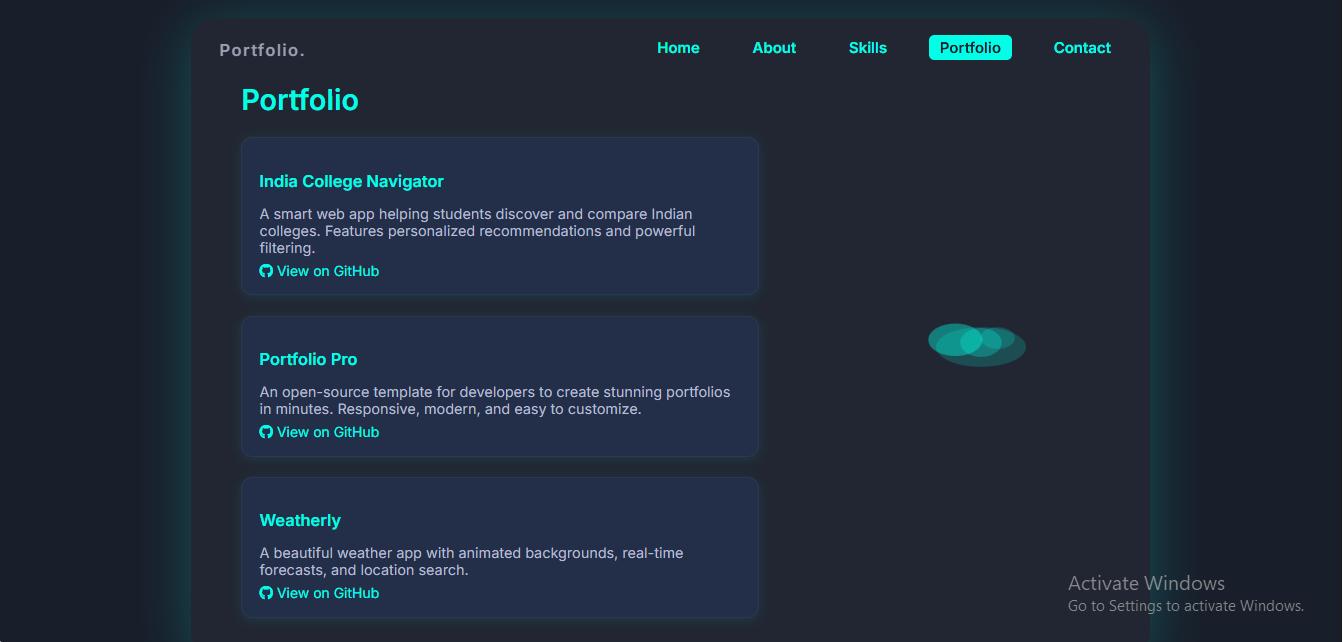 Portfolio.
Home
About
Skills
Portfolio
Contact
Portfolio
India College Navigator
A smart web app helping students discover and compare Indian
colleges. Features personalized recommendations and powerful
filtering.
View on GitHub
Portfolio Pro
An open-source template for developers to create stunning portfolios
in minutes. Responsive, modern, and easy to customize.
View on GitHub
Weatherly
A beautiful weather app with animated backgrounds, real-time
forecasts, and location search.
View on GitHub
Activate Windows
Go to Settings to activate Windows.